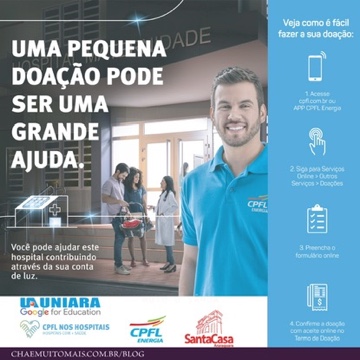 UMA PEQUENA
DOAÇÃO PODE
SER UMA
GRANDE
AJUDA.
Você pode ajudar este
hospital contribuindo
através da sua conta
de luz.
CPFL
ENERGIA
Veja como é fácil
fazer a sua doação:
1. Acesse
cpfl.com.br ou
APP CPFL Energia
2. Siga para Serviços
Online > Outros
Serviços > Doações
3. Preencha o
formulário online
4. Confirme a doação
com aceite online no
Termo de Doação
UNIARA
Google for Education
CPFL NOS HOSPITAIS
CPFL
ENERGIA
SantaCasa
Araraquara
CHAEMUITOMAIS.COM.BR/BLOG